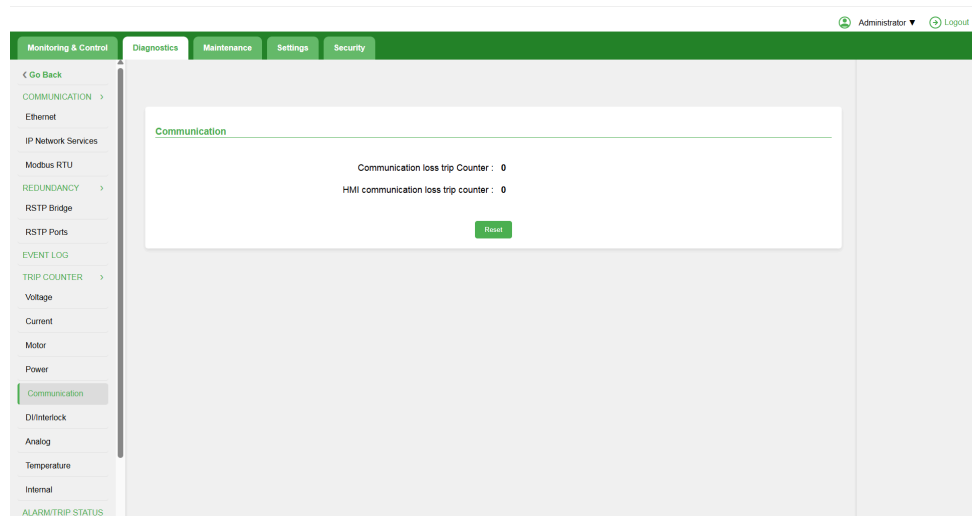 Administrator ▼ Logout
Monitoring & Control Diagnostics Maintenance Settings Security
Go Back
COMMUNICATION
Ethernet
IP Network Services
Modbus RTU
REDUNDANCY
RSTP Bridge
RSTP Ports
EVENT LOG
TRIP COUNTER
Voltage
Current
Motor
Power
Communication
DI/Interlock
Analog
Temperature
Internal
ALARM/TRIP STATUS
Communication
Communication loss trip Counter : 0
HMI communication loss trip counter : 0
Reset